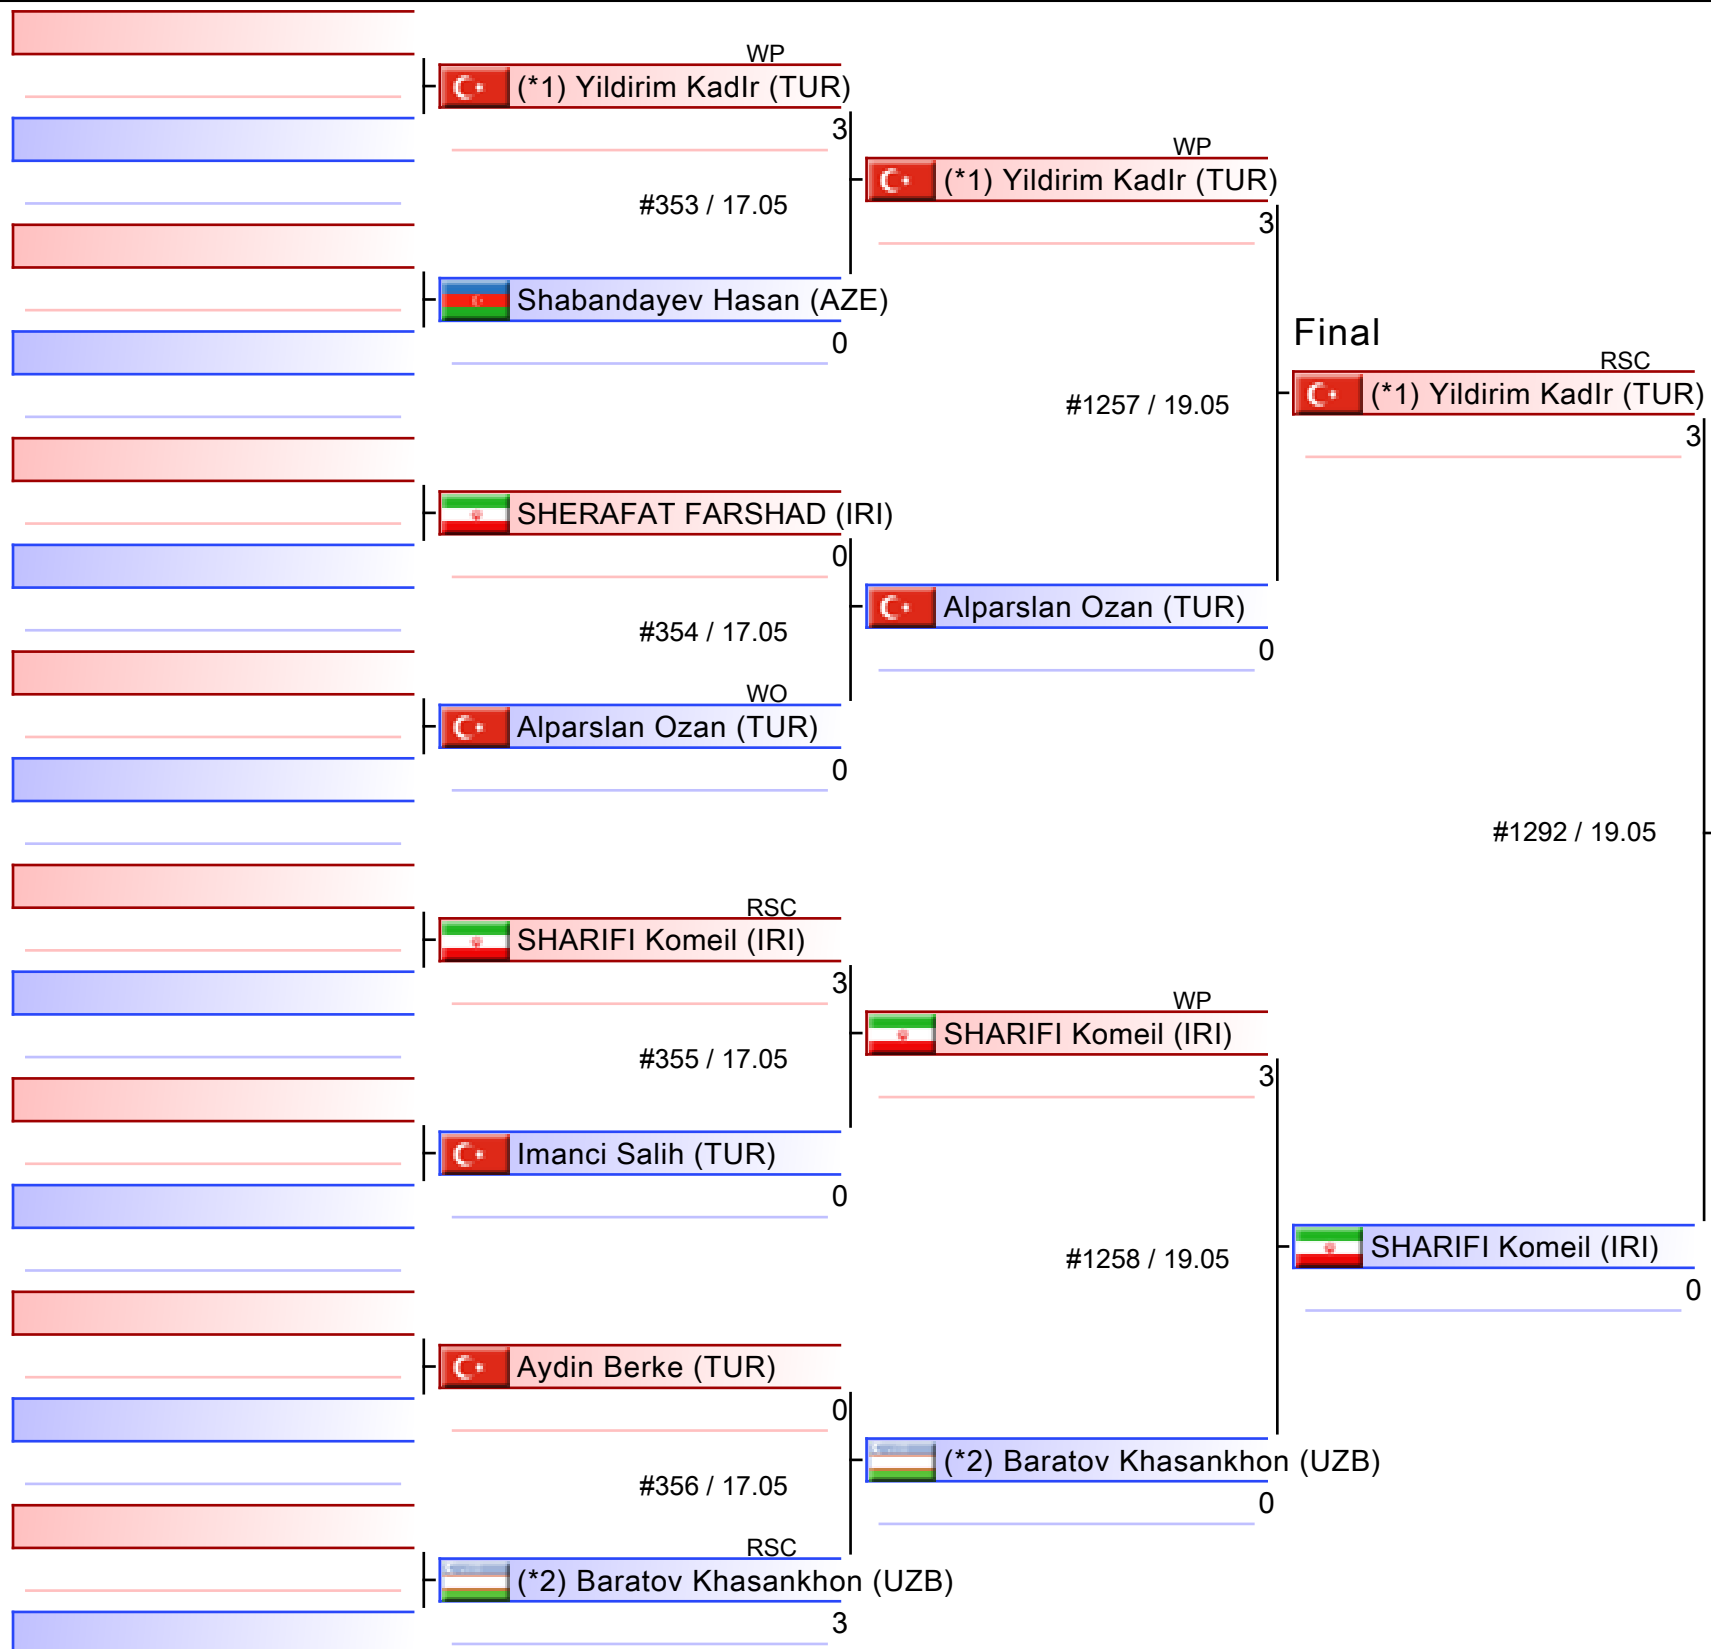 WP
(*1) Yildirim KadIr (TUR)
3
#353 / 17.05
Shabandayev Hasan (AZE)
0
SHERAFAT FARSHAD (IRI)
0
#354 / 17.05
WO
Alparslan Ozan (TUR)
0
RSC
SHARIFI Komeil (IRI)
3
#355 / 17.05
Imanci Salih (TUR)
0
Aydin Berke (TUR)
0
#356 / 17.05
RSC
(*2) Baratov Khasankhon (UZB)
3
WP
(*1) Yildirim KadIr (TUR)
3
#1257 / 19.05
Alparslan Ozan (TUR)
0
WP
SHARIFI Komeil (IRI)
3
#1258 / 19.05
(*2) Baratov Khasankhon (UZB)
0
Final
RSC
(*1) Yildirim KadIr (TUR)
3
#1292 / 19.05
SHARIFI Komeil (IRI)
0